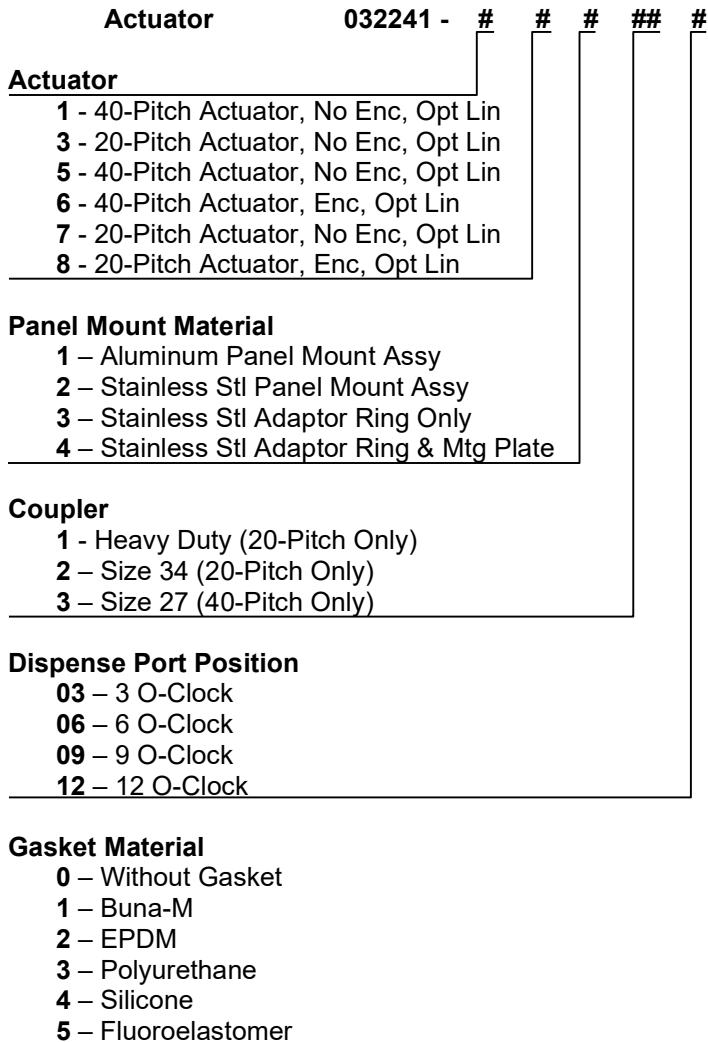 Actuator 032241 - # # # ## #
Actuator
1 - 40-Pitch Actuator, No Enc, Opt Lin
3 - 20-Pitch Actuator, No Enc, Opt Lin
5 - 40-Pitch Actuator, No Enc, Opt Lin
6 - 40-Pitch Actuator, Enc, Opt Lin
7 - 20-Pitch Actuator, No Enc, Opt Lin
8 - 20-Pitch Actuator, Enc, Opt Lin
Panel Mount Material
1 – Aluminum Panel Mount Assy
2 – Stainless Stl Panel Mount Assy
3 – Stainless Stl Adaptor Ring Only
4 – Stainless Stl Adaptor Ring & Mtg Plate
Coupler
1 - Heavy Duty (20-Pitch Only)
2 – Size 34 (20-Pitch Only)
3 – Size 27 (40-Pitch Only)
Dispense Port Position
03 – 3 O-Clock
06 – 6 O-Clock
09 – 9 O-Clock
12 – 12 O-Clock
Gasket Material
0 – Without Gasket
1 – Buna-M
2 – EPDM
3 – Polyurethane
4 – Silicone
5 – Fluoroelastomer